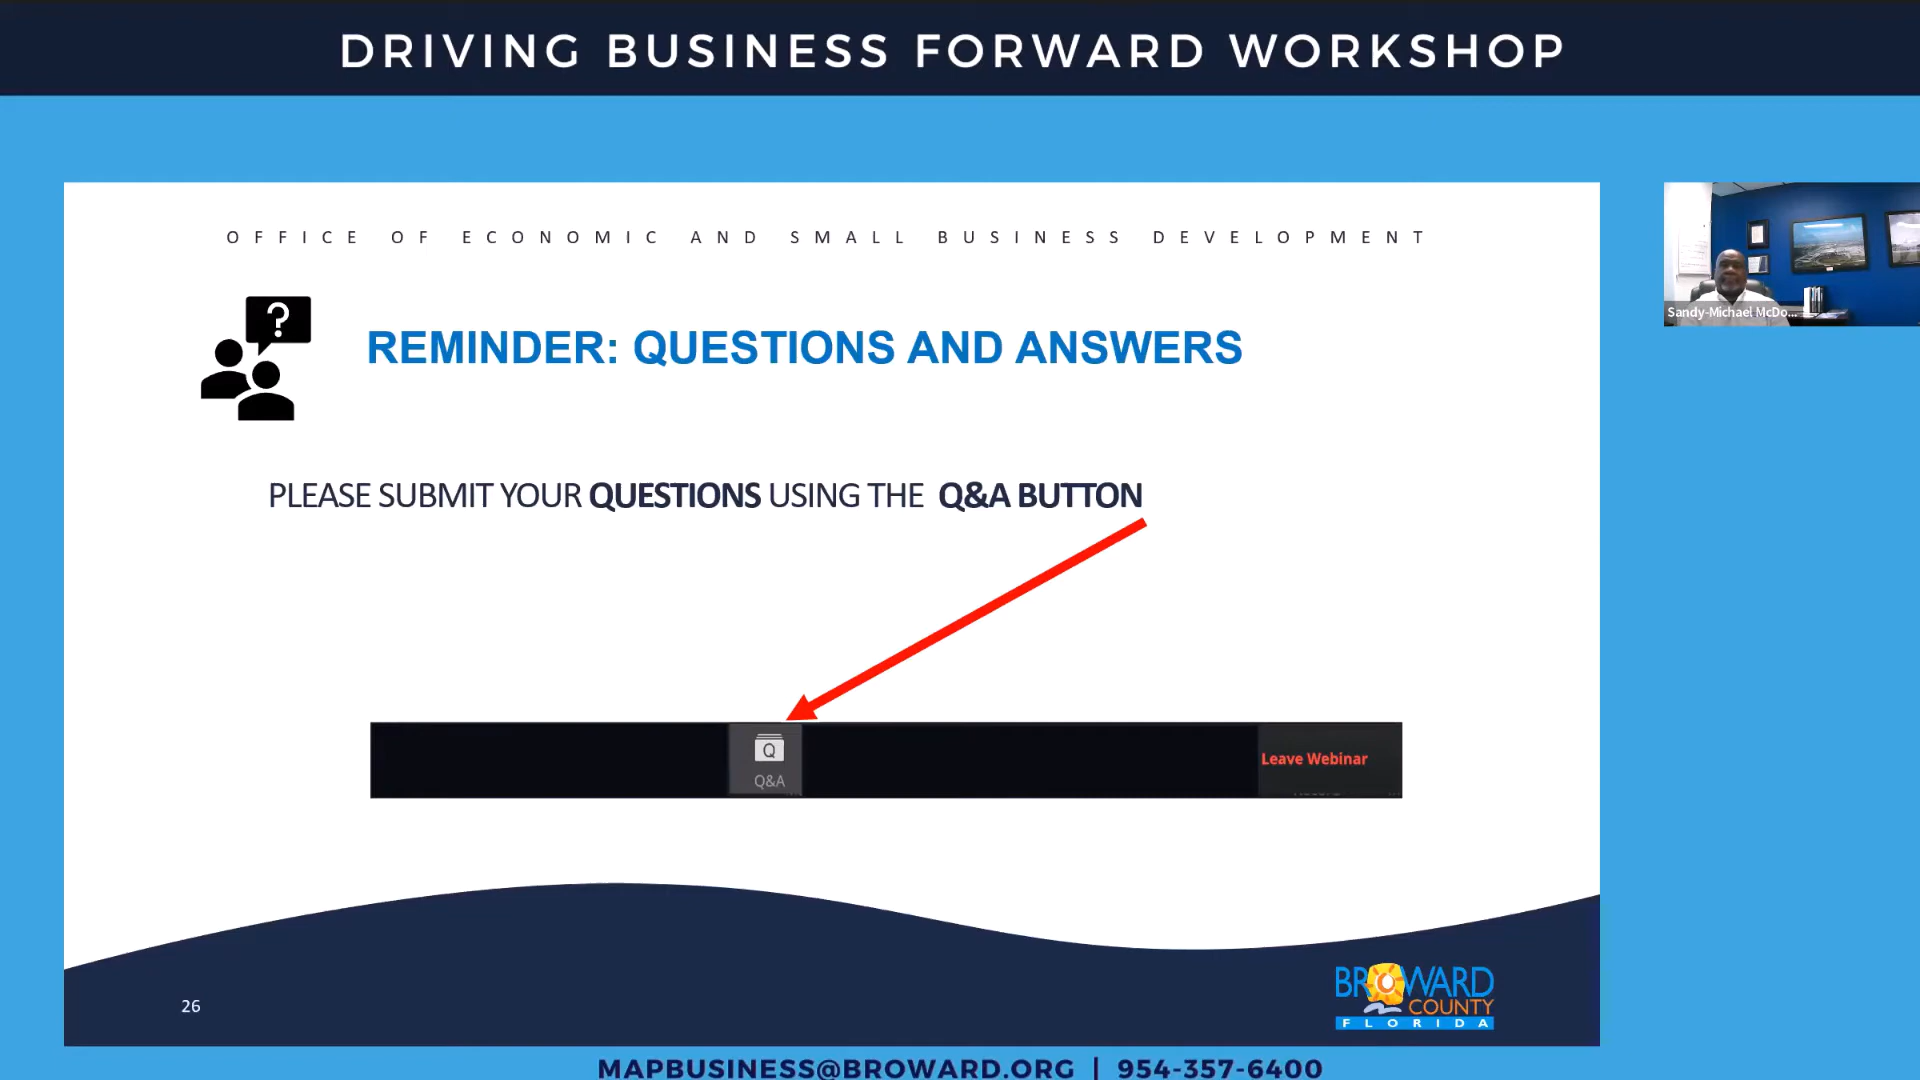 DRIVING BUSINESS FORWARD WORKSHOP
OFFICE OF ECONOMIC AND SMALL BUSINESS DEVELOPMENT
?
REMINDER: QUESTIONS AND ANSWERS
Sandy-Michael McDo...
PLEASE SUBMIT YOUR QUESTIONS USING THE Q&A BUTTON
Q
Q&A
Leave Webinar
26
BROWARD
COUNTY
FLORIDA
MAPBUSINESS@BROWARD.ORG | 954-357-6400